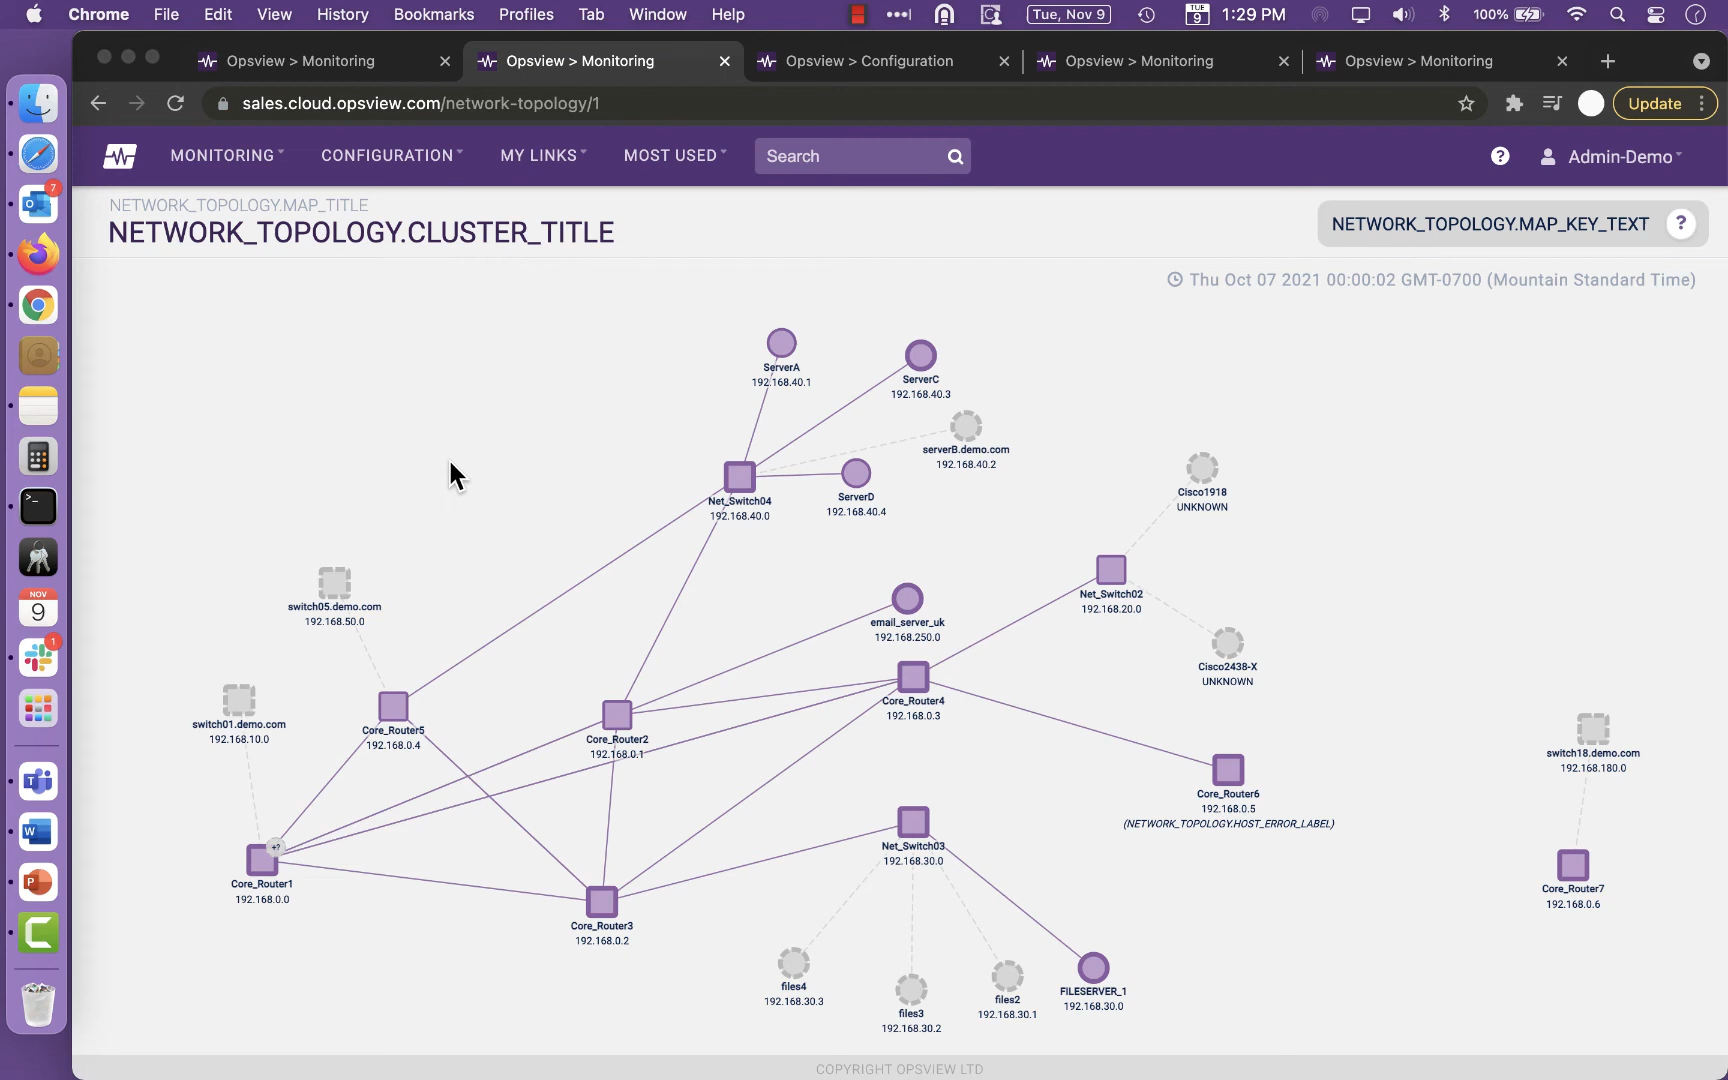 Chrome File Edit View History Bookmarks Profiles Tab Window Help Tue, Nov 9 TUE 9 1:29 PM 100%
Opsview > Monitoring Opsview > Monitoring Opsview > Configuration Opsview > Monitoring Opsview > Monitoring
sales.cloud.opsview.com/network-topology/1 Update
MONITORING CONFIGURATION MY LINKS MOST USED Search ? Admin-Demo
NETWORK_TOPOLOGY.MAP_TITLE
NETWORK_TOPOLOGY.CLUSTER_TITLE
NETWORK_TOPOLOGY.MAP_KEY_TEXT ?
Thu Oct 07 2021 00:00:02 GMT-0700 (Mountain Standard Time)
7
NOV
9
1
T
W
P
C
ServerA
192.168.40.1
ServerC
192.168.40.3
serverB.demo.com
192.168.40.2
Net_Switch04
192.168.40.0
ServerD
192.168.40.4
Cisco1918
UNKNOWN
Net_Switch02
192.168.20.0
switch05.demo.com
192.168.50.0
email_server_uk
192.168.250.0
Cisco2438-X
UNKNOWN
Core_Router4
192.168.0.3
switch01.demo.com
192.168.10.0
Core_Router5
192.168.0.4
Core_Router2
192.168.0.1
switch18.demo.com
192.168.180.0
Core_Router6
192.168.0.5
(NETWORK_TOPOLOGY.HOST_ERROR_LABEL)
Net_Switch03
192.168.30.0
+?
Core_Router1
192.168.0.0
Core_Router7
192.168.0.6
Core_Router3
192.168.0.2
files4
192.168.30.3
files3
192.168.30.2
files2
192.168.30.1
FILESERVER_1
192.168.30.0
COPYRIGHT OPSVIEW LTD